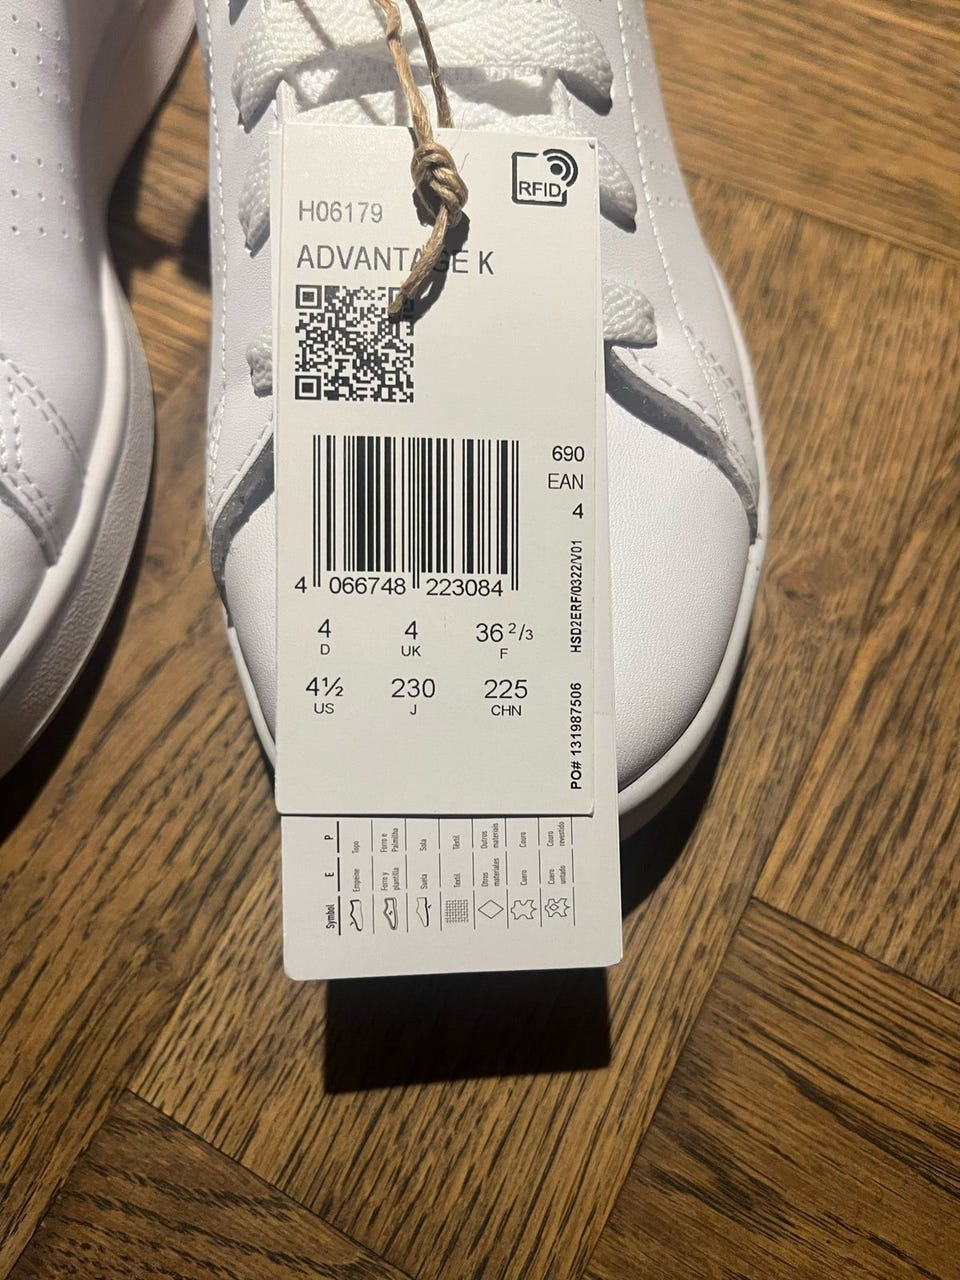 RFID
H06179
ADVANTAGE K
690
EAN
4
4 066748 223084
4 4 36 2/3
D UK F
4½ 230 225
US J CHN
HSD2ERF/0322/V01
PO# 131987506
Symbol E P
Empeine Topo
Forro y plantilla Forro e Palmilha
Suela Sola
Textil Têxtil
Otros materiales Outros materiais
Cuero Couro
Cuero untado Couro revestido